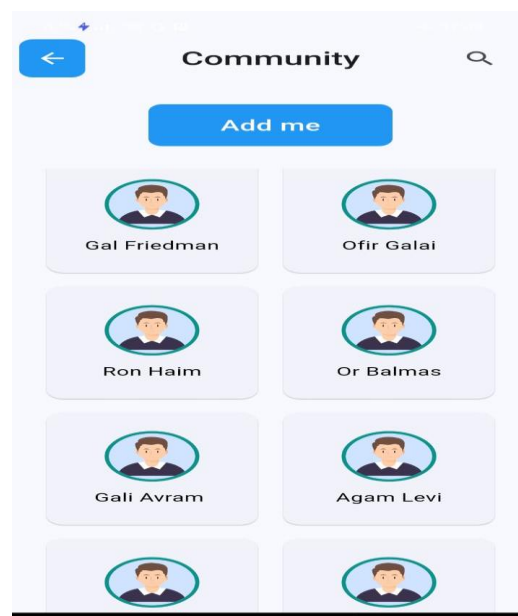 Community
Add me
Gal Friedman
Ofir Galai
Ron Haim
Or Balmas
Gali Avram
Agam Levi